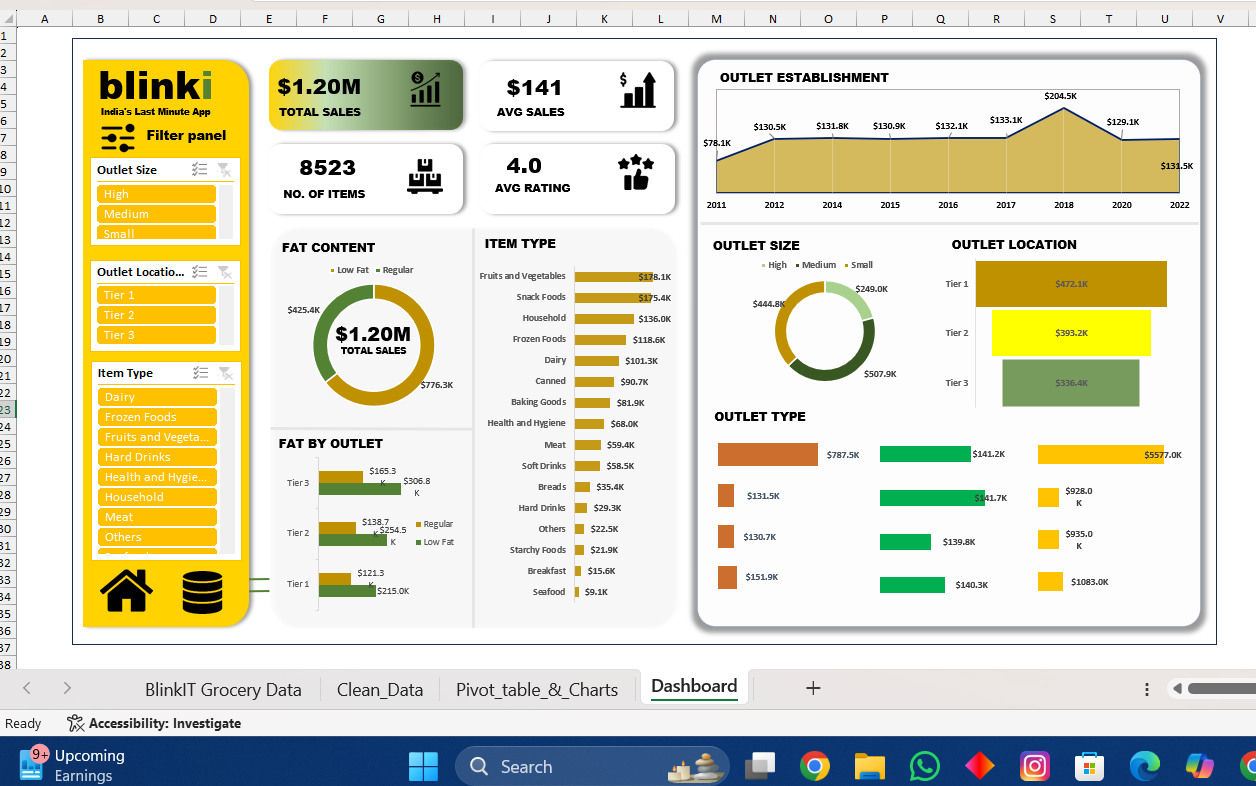 A B C D E F G H I J K L M N O P Q R S T U V
1
2
3
4
5
6
7
8
9
10
11
12
13
14
15
16
17
18
19
20
21
22
23
24
25
26
27
28
29
30
31
32
33
34
35
36
37
38
blinki
India's Last Minute App
Filter panel
Outlet Size
High
Medium
Small
Outlet Locatio...
Tier 1
Tier 2
Tier 3
Item Type
Dairy
Frozen Foods
Fruits and Vegeta...
Hard Drinks
Health and Hygie...
Household
Meat
Others
$1.20M
TOTAL SALES
$141
AVG SALES
8523
NO. OF ITEMS
4.0
AVG RATING
FAT CONTENT
Low Fat Regular
$425.4K
$1.20M
TOTAL SALES
$776.3K
FAT BY OUTLET
Tier 3
$165.3
K
$306.8
K
Tier 2
$138.7
K
$254.5
K
Tier 1
$121.3
K
$215.0K
Regular
Low Fat
ITEM TYPE
Fruits and Vegetables $178.1K
Snack Foods $175.4K
Household $136.0K
Frozen Foods $118.6K
Dairy $101.3K
Canned $90.7K
Baking Goods $81.9K
Health and Hygiene $68.0K
Meat $59.4K
Soft Drinks $58.5K
Breads $35.4K
Hard Drinks $29.3K
Others $22.5K
Starchy Foods $21.9K
Breakfast $15.6K
Seafood $9.1K
OUTLET ESTABLISHMENT
$78.1K $130.5K $131.8K $130.9K $132.1K $133.1K $204.5K $129.1K $131.5K
2011 2012 2014 2015 2016 2017 2018 2020 2022
OUTLET SIZE
High Medium Small
$249.0K
$444.8K
$507.9K
OUTLET LOCATION
Tier 1 $472.1K
Tier 2 $393.2K
Tier 3 $336.4K
OUTLET TYPE
$787.5K $141.2K $5577.0K
$131.5K $141.7K $928.0
K
$130.7K $139.8K $935.0
K
$151.9K $140.3K $1083.0K
BlinkIT Grocery Data Clean_Data Pivot_table_&_Charts Dashboard
Ready Accessibility: Investigate
9+ Upcoming
Earnings
Search